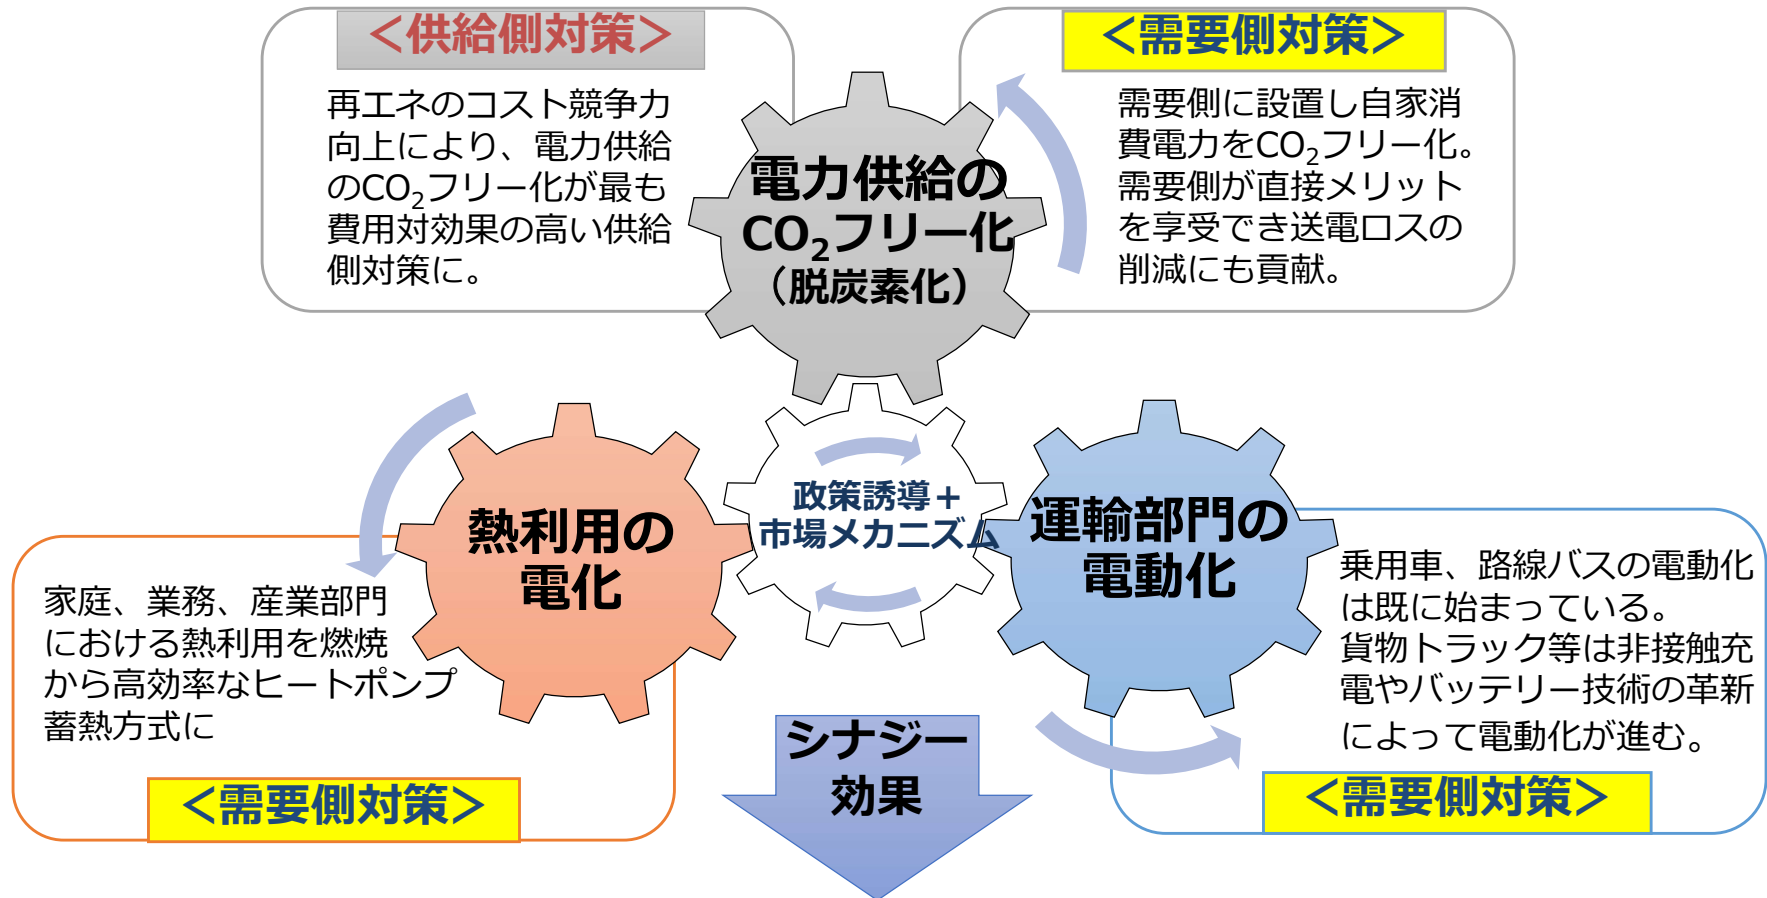 ＜供給側対策＞
再エネのコスト競争力
向上により、電力供給
のCO₂フリー化が最も
費用対効果の高い供給
側対策に。
＜需要側対策＞
需要側に設置し自家消
費電力をCO₂フリー化。
需要側が直接メリット
を享受でき送電ロスの
削減にも貢献。
電力供給の
CO₂フリー化
（脱炭素化）
熱利用の
電化
政策誘導＋
市場メカニズム
運輸部門の
電動化
家庭、業務、産業部門
における熱利用を燃焼
から高効率なヒートポンプ
蓄熱方式に
＜需要側対策＞
シナジー
効果
乗用車、路線バスの電動化
は既に始まっている。
貨物トラック等は非接触充
電やバッテリー技術の革新
によって電動化が進む。
＜需要側対策＞